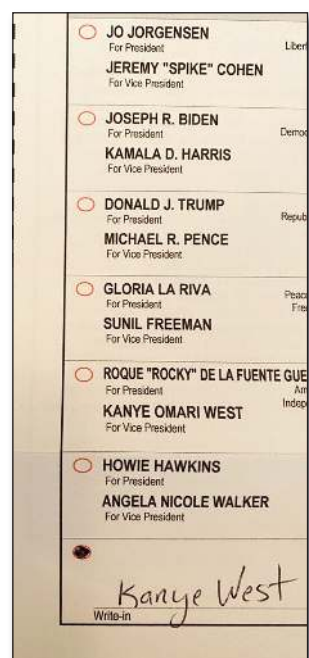 JO JORGENSEN
For President Libert
JEREMY "SPIKE" COHEN
For Vice President
JOSEPH R. BIDEN
For President Democ
KAMALA D. HARRIS
For Vice President
DONALD J. TRUMP
For President Repub
MICHAEL R. PENCE
For Vice President
GLORIA LA RIVA
For President Peac
Fre
SUNIL FREEMAN
For Vice President
ROQUE "ROCKY" DE LA FUENTE GUE
For President Am
Indep
KANYE OMARI WEST
For Vice President
HOWIE HAWKINS
For President
ANGELA NICOLE WALKER
For Vice President
Kanye West
Write-in